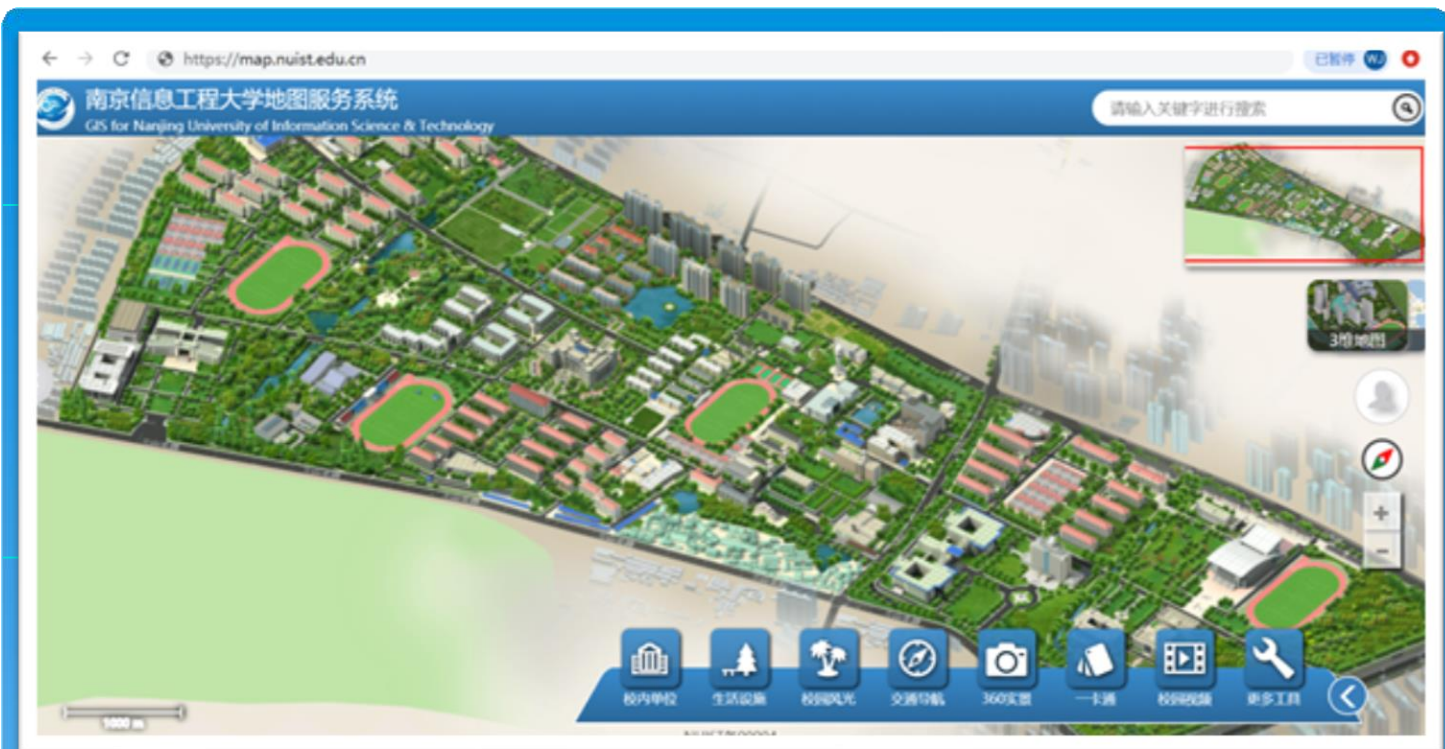 https://map.nuist.edu.cn
已暂停 WJ
南京信息工程大学地图服务系统
GIS for Nanjing University of Information Science & Technology
请输入关键字进行搜索
3维地图
校内单位 生活设施 校园风光 交通导航 360实景 一卡通 校园视频 更多工具
1000 m